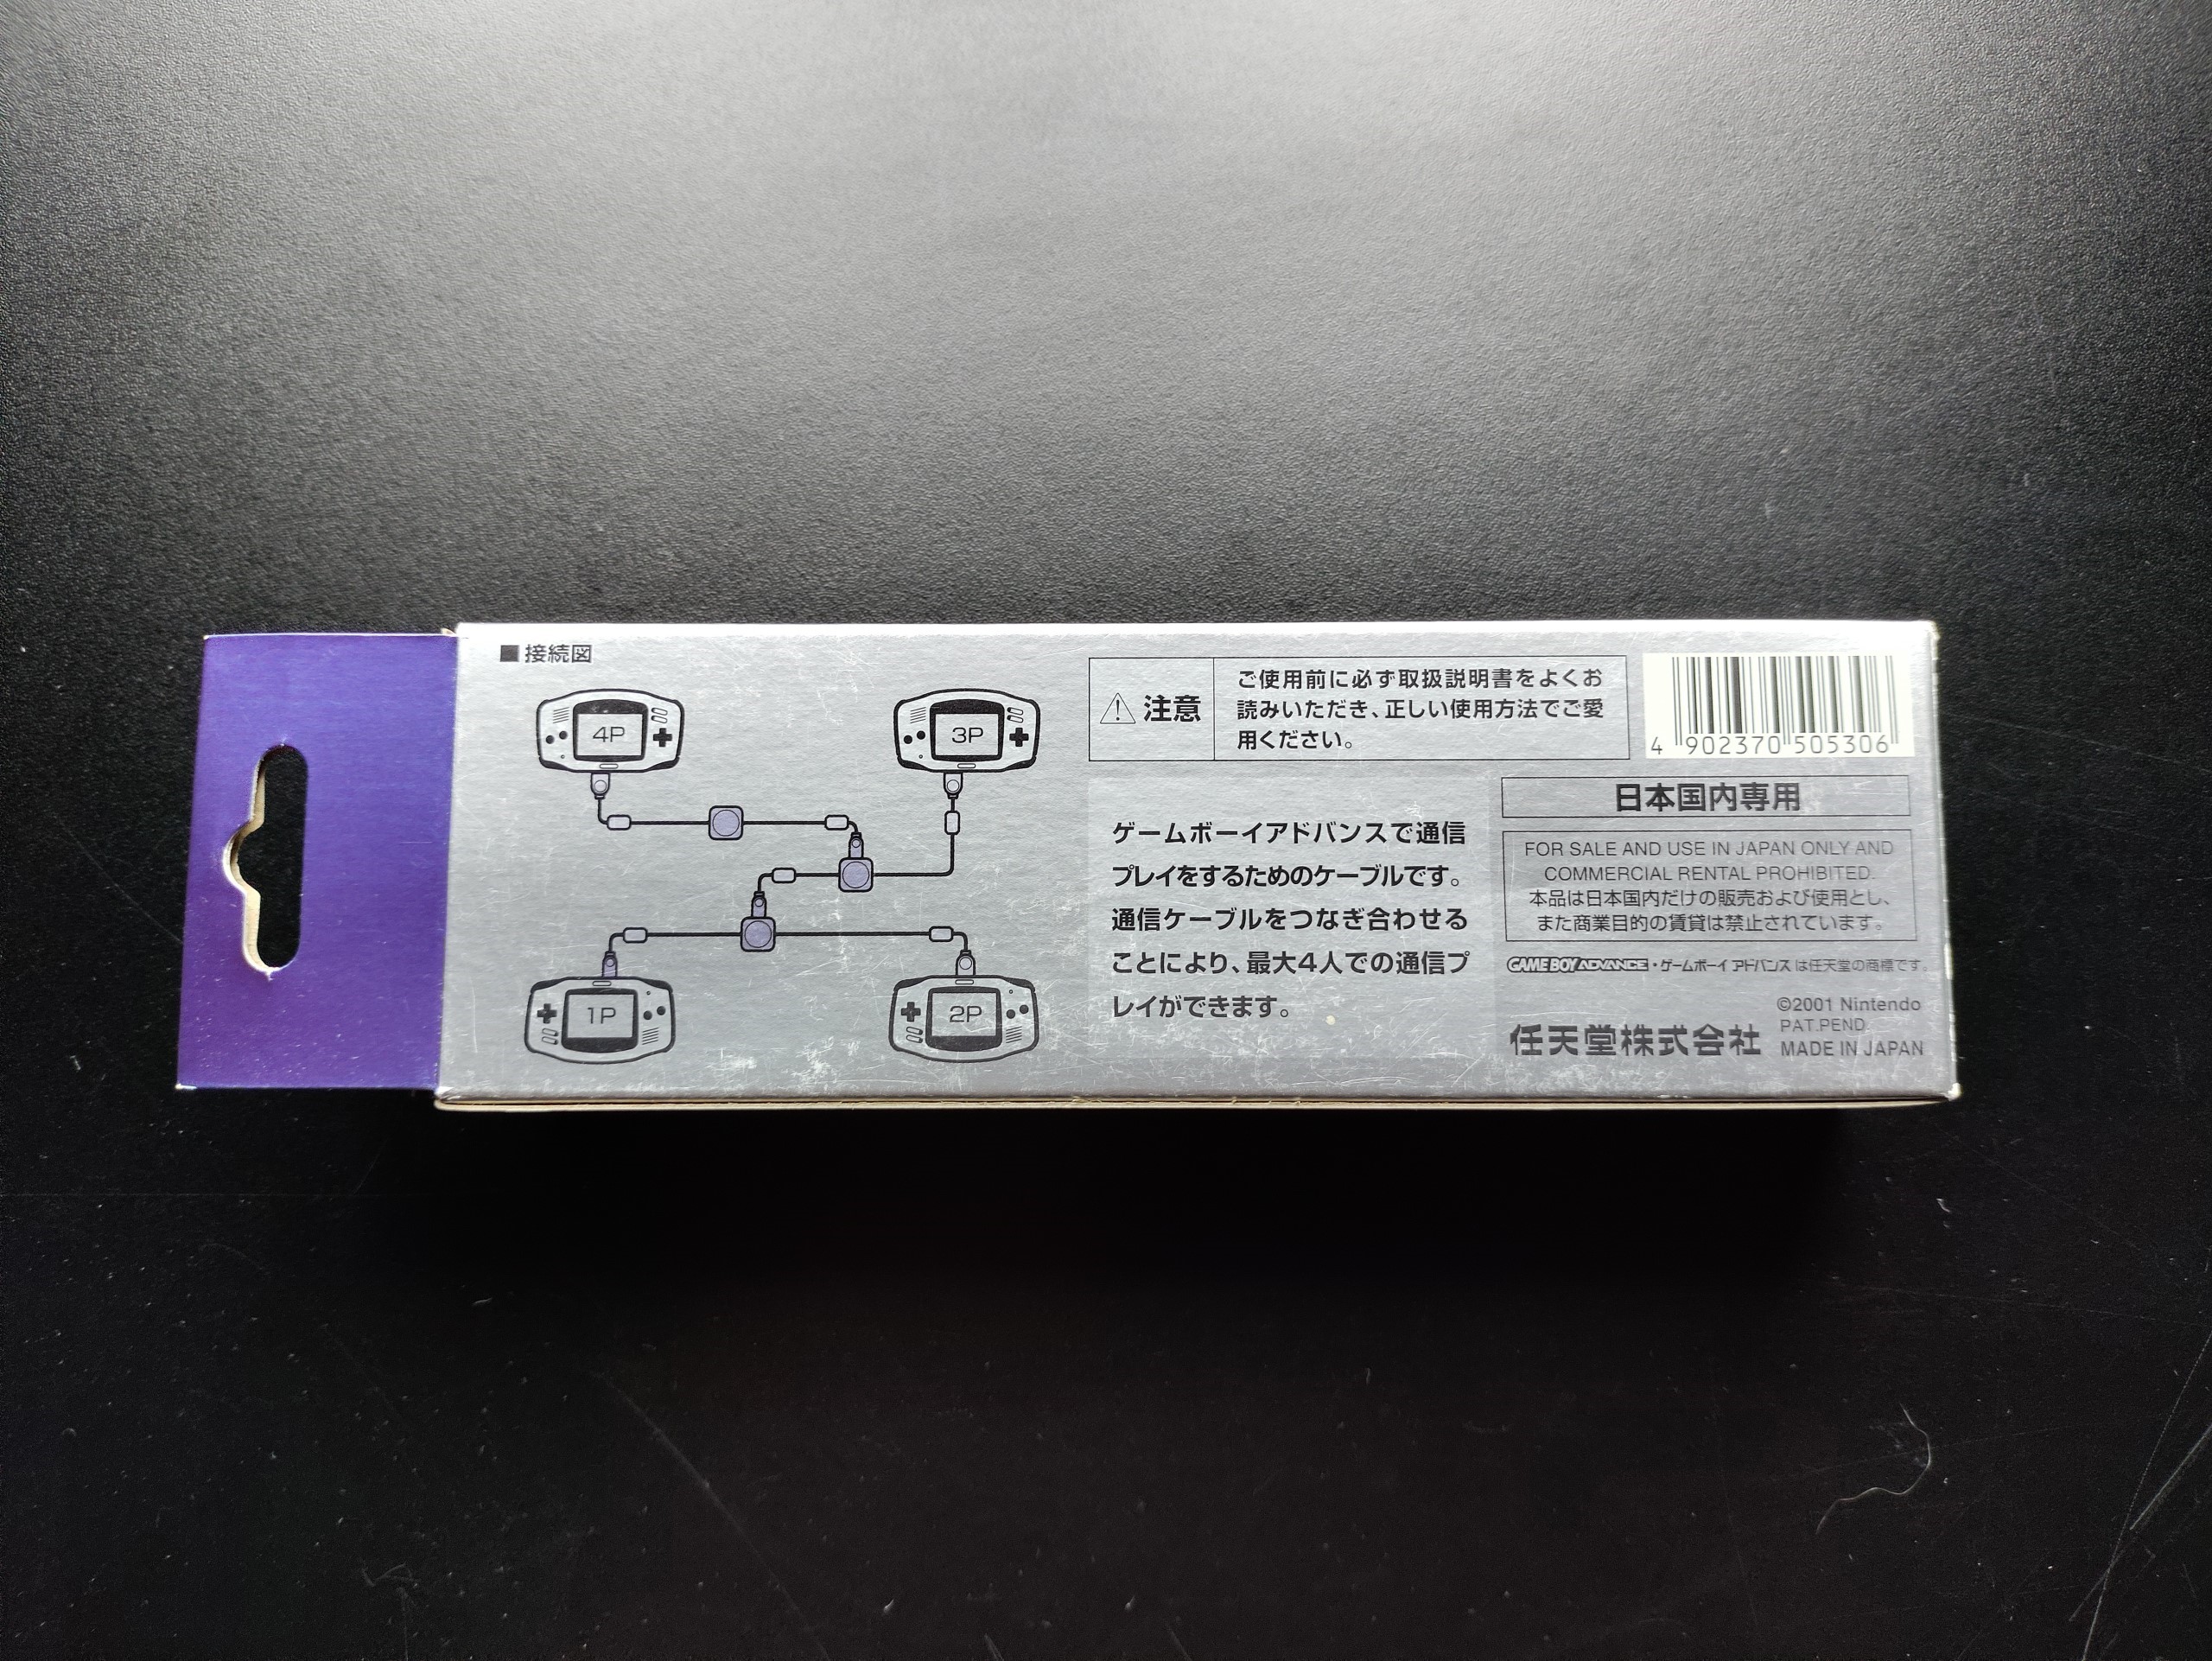 ■接続図
4P
3P
1P
2P
注意
ご使用前に必ず取扱説明書をよくお
読みいただき、正しい使用方法でご愛
用ください。
4 902370 505306
ゲームボーイアドバンスで通信
プレイをするためのケーブルです。
通信ケーブルをつなぎ合わせる
ことにより、最大4人での通信プ
レイができます。
日本国内専用
FOR SALE AND USE IN JAPAN ONLY AND
COMMERCIAL RENTAL PROHIBITED.
本品は日本国内だけの販売および使用とし、
また商業目的の賃貸は禁止されています。
GAME BOY ADVANCE・ゲームボーイ アドバンス は任天堂の商標です。
任天堂株式会社
©2001 Nintendo
PAT.PEND.
MADE IN JAPAN